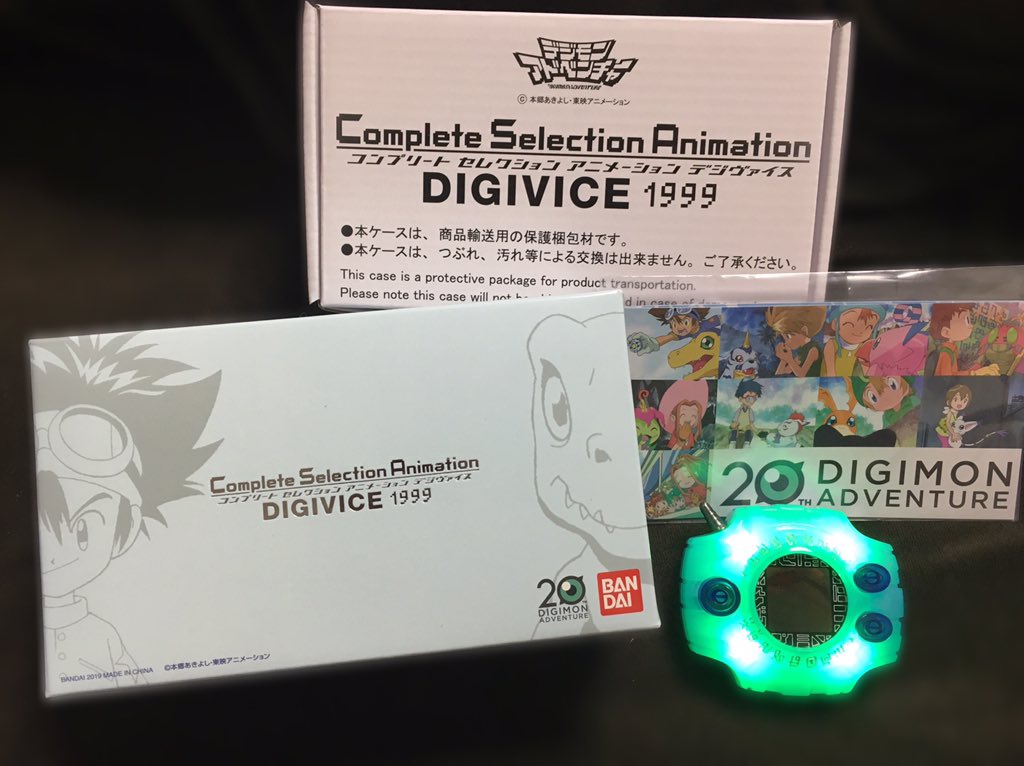 デジモン
アドベンチャー
DIGIMON ADVENTURE
© 本郷あきよし・東映アニメーション
Complete Selection Animation
コンプリート セレクション アニメーション デジヴァイス
DIGIVICE 1999
●本ケースは、商品輸送用の保護梱包材です。
●本ケースは、つぶれ、汚れ等による交換は出来ません。ご了承ください。
This case is a protective package for product transportation.
Please note this case will not be in case of
Complete Selection Animation
コンプリート セレクション アニメーション デジヴァイス
DIGIVICE 1999
20TH
DIGIMON
ADVENTURE
BAN
DAI
BANDAI 2019 MADE IN CHINA ©本郷あきよし・東映アニメーション
20TH DIGIMON
ADVENTURE